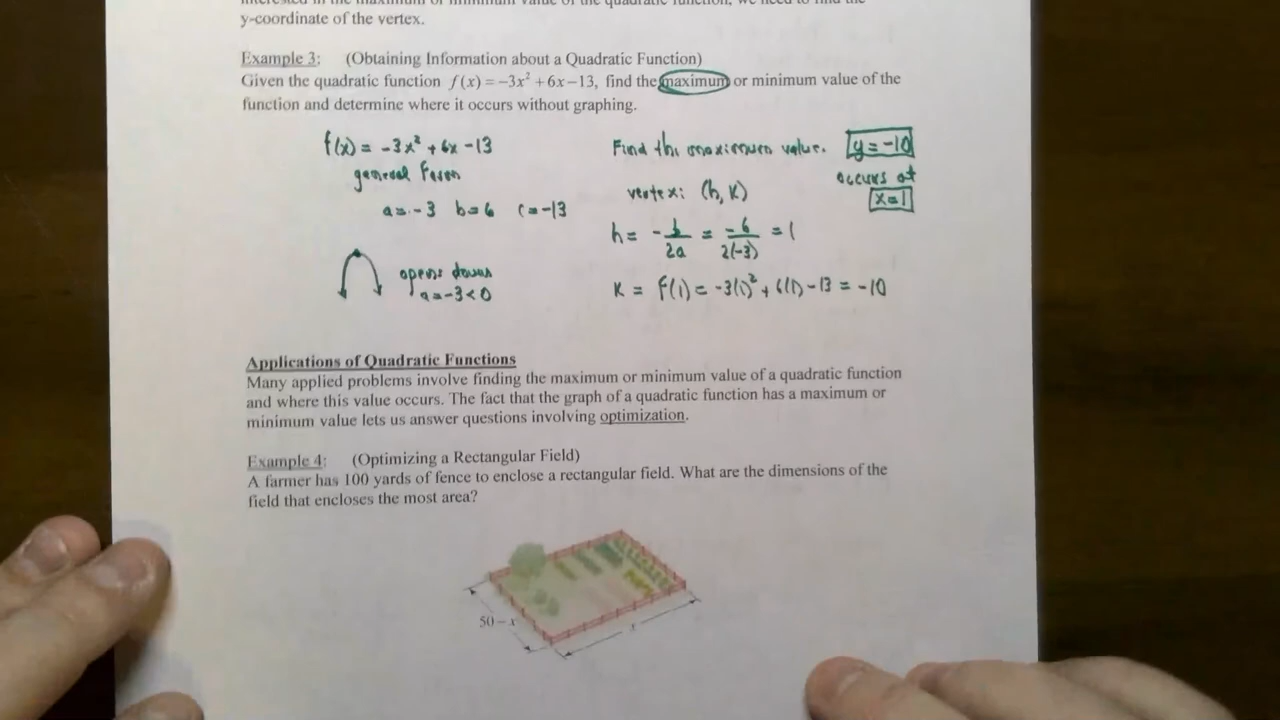 y-coordinate of the vertex.
Example 3: (Obtaining Information about a Quadratic Function)
Given the quadratic function f(x) = −3x² + 6x − 13, find the maximum or minimum value of the
function and determine where it occurs without graphing.
f(x) = -3x² + 6x - 13
general form
a = -3 b = 6 c = -13
opens down
a = -3 < 0
Find the maximum value.
y = -10
occurs at
x = 1
vertex: (h, k)
h = -b/2a = -6/2(-3) = 1
K = f(1) = -3(1)² + 6(1) - 13 = -10
Applications of Quadratic Functions
Many applied problems involve finding the maximum or minimum value of a quadratic function
and where this value occurs. The fact that the graph of a quadratic function has a maximum or
minimum value lets us answer questions involving optimization.
Example 4: (Optimizing a Rectangular Field)
A farmer has 100 yards of fence to enclose a rectangular field. What are the dimensions of the
field that encloses the most area?
50 − x
x